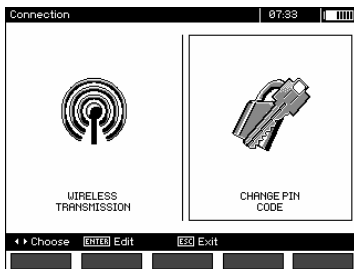 Connection 07:33
WIRELESS
TRANSMISSION
CHANGE PIN
CODE
Choose ENTER Edit ESC Exit